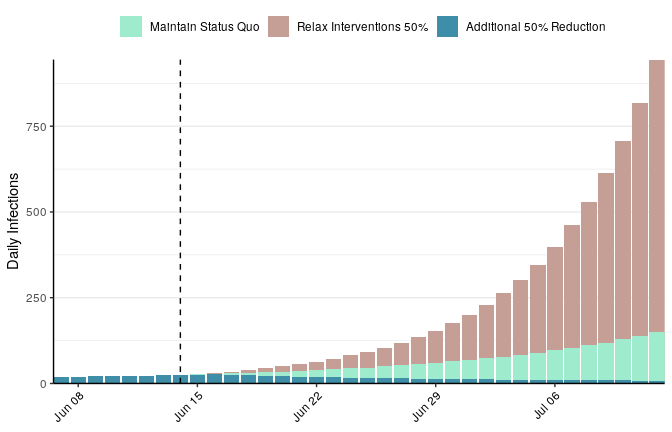 Maintain Status Quo Relax Interventions 50% Additional 50% Reduction
Daily Infections
750
500
250
0
Jun 08 Jun 15 Jun 22 Jun 29 Jul 06